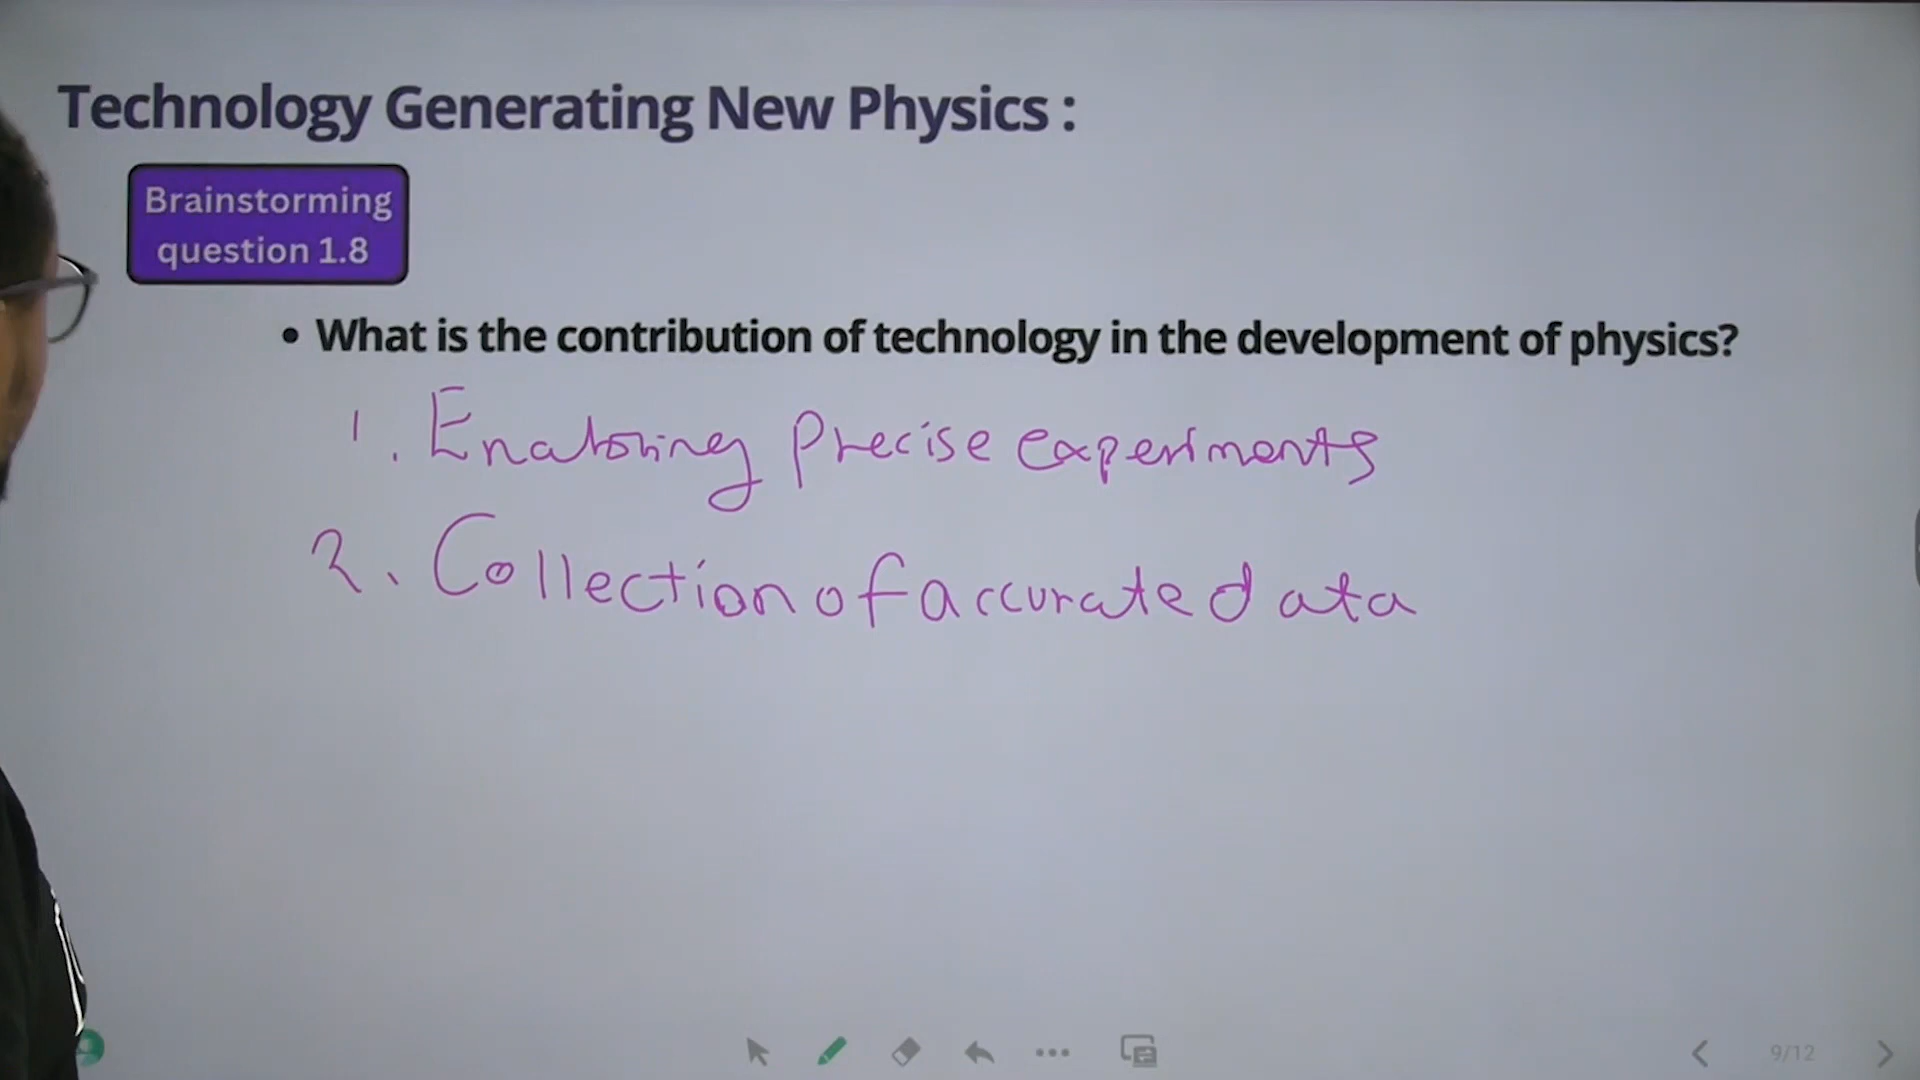 Technology Generating New Physics :
Brainstorming
question 1.8
• What is the contribution of technology in the development of physics?
1. Enabling Precise experiments
2. Collection of accurate data
9/12